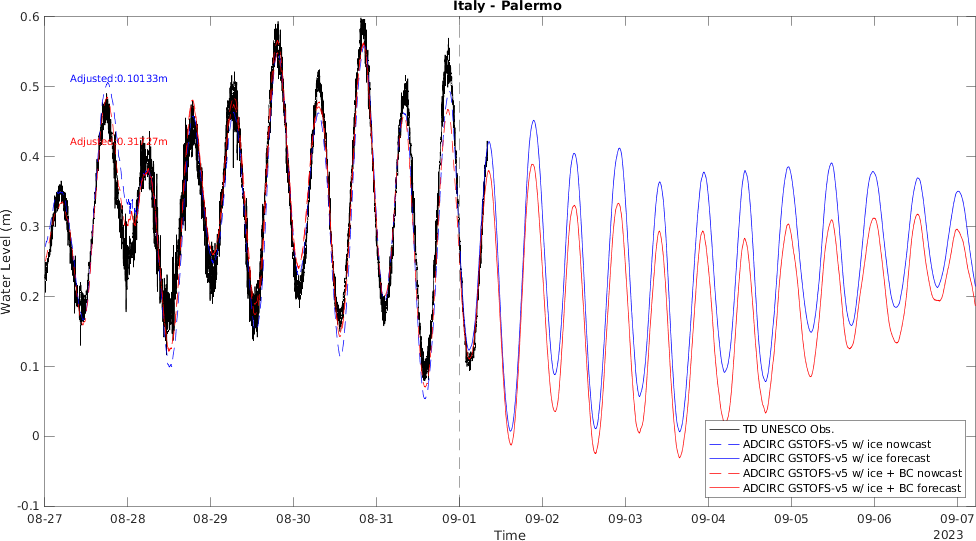 Italy - Palermo
0.6
0.5
0.4
0.3
0.2
0.1
0
-0.1
Water Level (m)
Adjusted:0.10133m
Adjusted:0.31127m
TD UNESCO Obs.
ADCIRC GSTOFS-v5 w/ ice nowcast
ADCIRC GSTOFS-v5 w/ ice forecast
ADCIRC GSTOFS-v5 w/ ice + BC nowcast
ADCIRC GSTOFS-v5 w/ ice + BC forecast
08-27 08-28 08-29 08-30 08-31 09-01 09-02 09-03 09-04 09-05 09-06 09-07
Time
2023